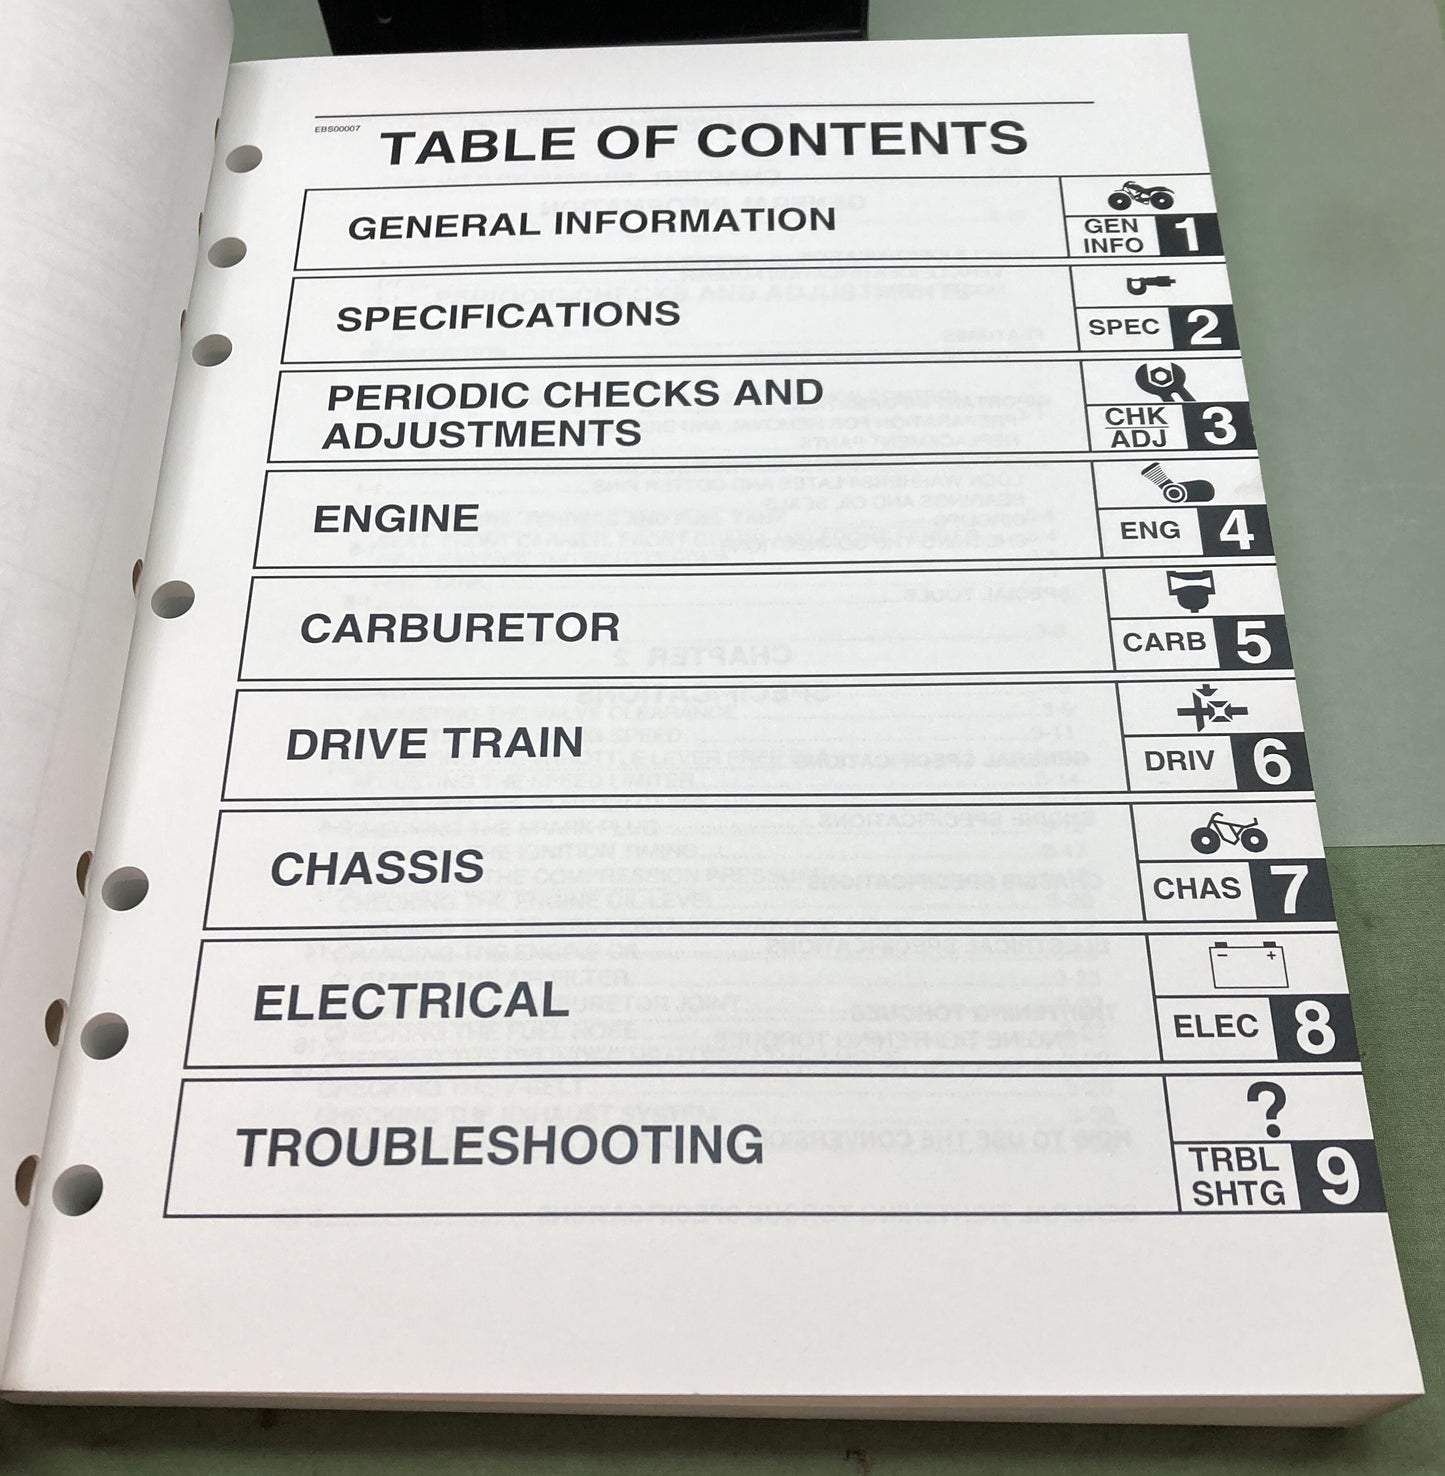 EBS00007
TABLE OF CONTENTS
GENERAL INFORMATION
GEN
INFO
1
SPECIFICATIONS
SPEC
2
PERIODIC CHECKS AND
ADJUSTMENTS
CHK
ADJ
3
ENGINE
ENG
4
CARBURETOR
CARB
5
DRIVE TRAIN
DRIV
6
CHASSIS
CHAS
7
ELECTRICAL
- +
ELEC
8
TROUBLESHOOTING
?
TRBL
SHTG
9